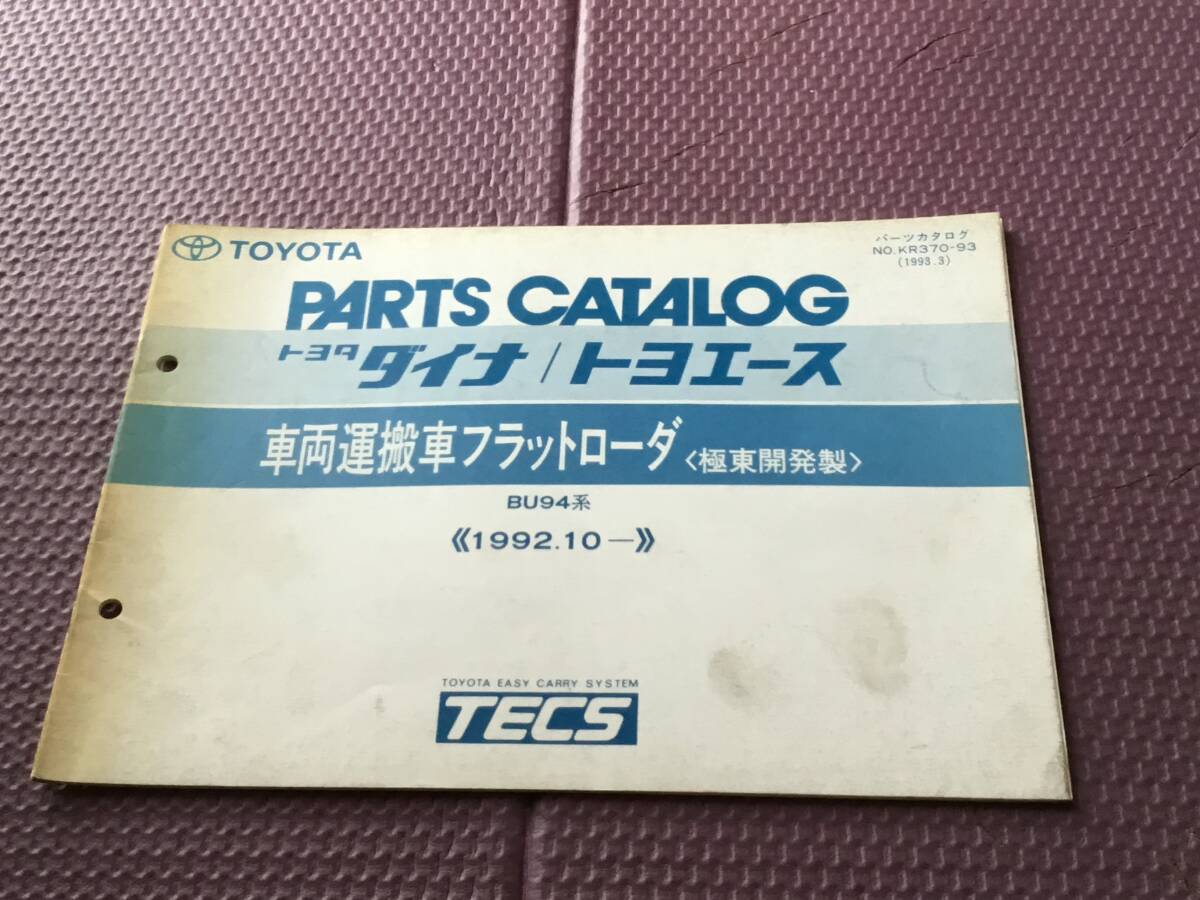 TOYOTA
パーツカタログ
NO.KR370-93
(1993.3)
PARTS CATALOG
トヨタ ダイナ/トヨエース
車両運搬車フラットローダ〈極東開発製〉
BU94系
《1992.10―》
TOYOTA EASY CARRY SYSTEM
TECS